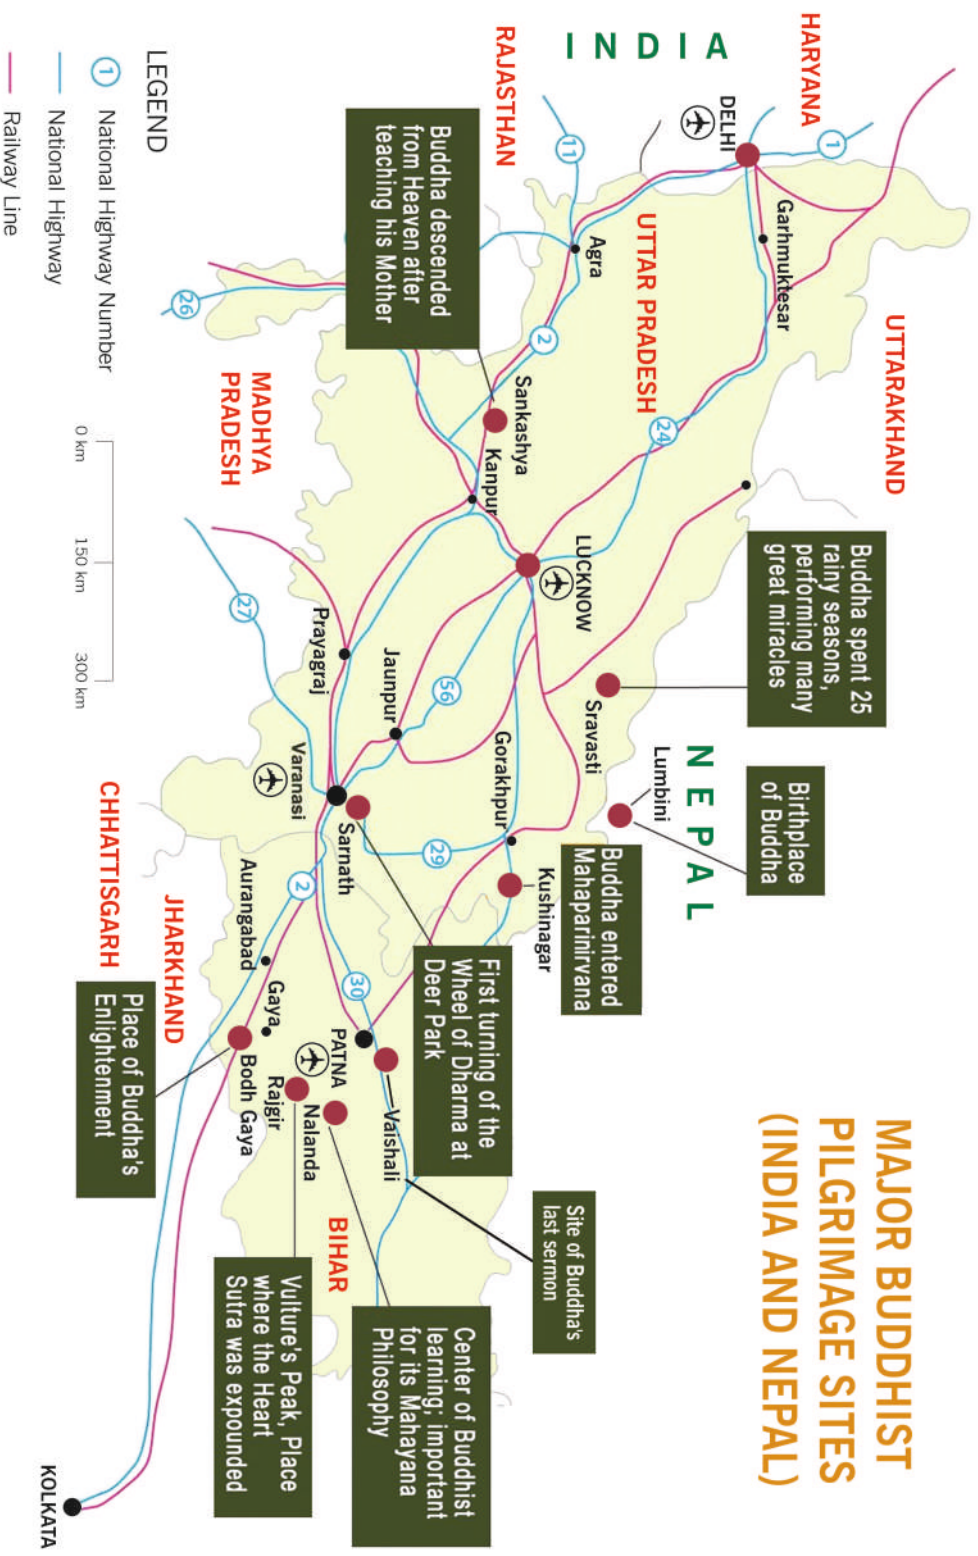 MAJOR BUDDHIST
PILGRIMAGE SITES
(INDIA AND NEPAL)
INDIA
NEPAL
HARYANA
UTTARAKHAND
RAJASTHAN
UTTAR PRADESH
MADHYA
PRADESH
CHHATTISGARH
JHARKHAND
BIHAR
DELHI
Garhmuktesar
Agra
Sankashya
Kanpur
LUCKNOW
Prayagraj
Jaunpur
Sravasti
Lumbini
Gorakhpur
Kushinagar
Varanasi
Sarnath
Aurangabad
Gaya
Bodh Gaya
PATNA
Rajgir
Nalanda
Vaishali
KOLKATA
1
11
2
24
26
27
56
29
2
30
Buddha descended
from Heaven after
teaching his Mother
Buddha spent 25
rainy seasons,
performing many
great miracles
Birthplace
of Buddha
Buddha entered
Mahaparinirvana
First turning of the
Wheel of Dharma at
Deer Park
Site of Buddha's
last sermon
Center of Buddhist
learning; important
for its Mahayana
Philosophy
Vulture's Peak, Place
where the Heart
Sutra was expounded
Place of Buddha's
Enlightenment
0 km
150 km
300 km
LEGEND
1 National Highway Number
National Highway
Railway Line